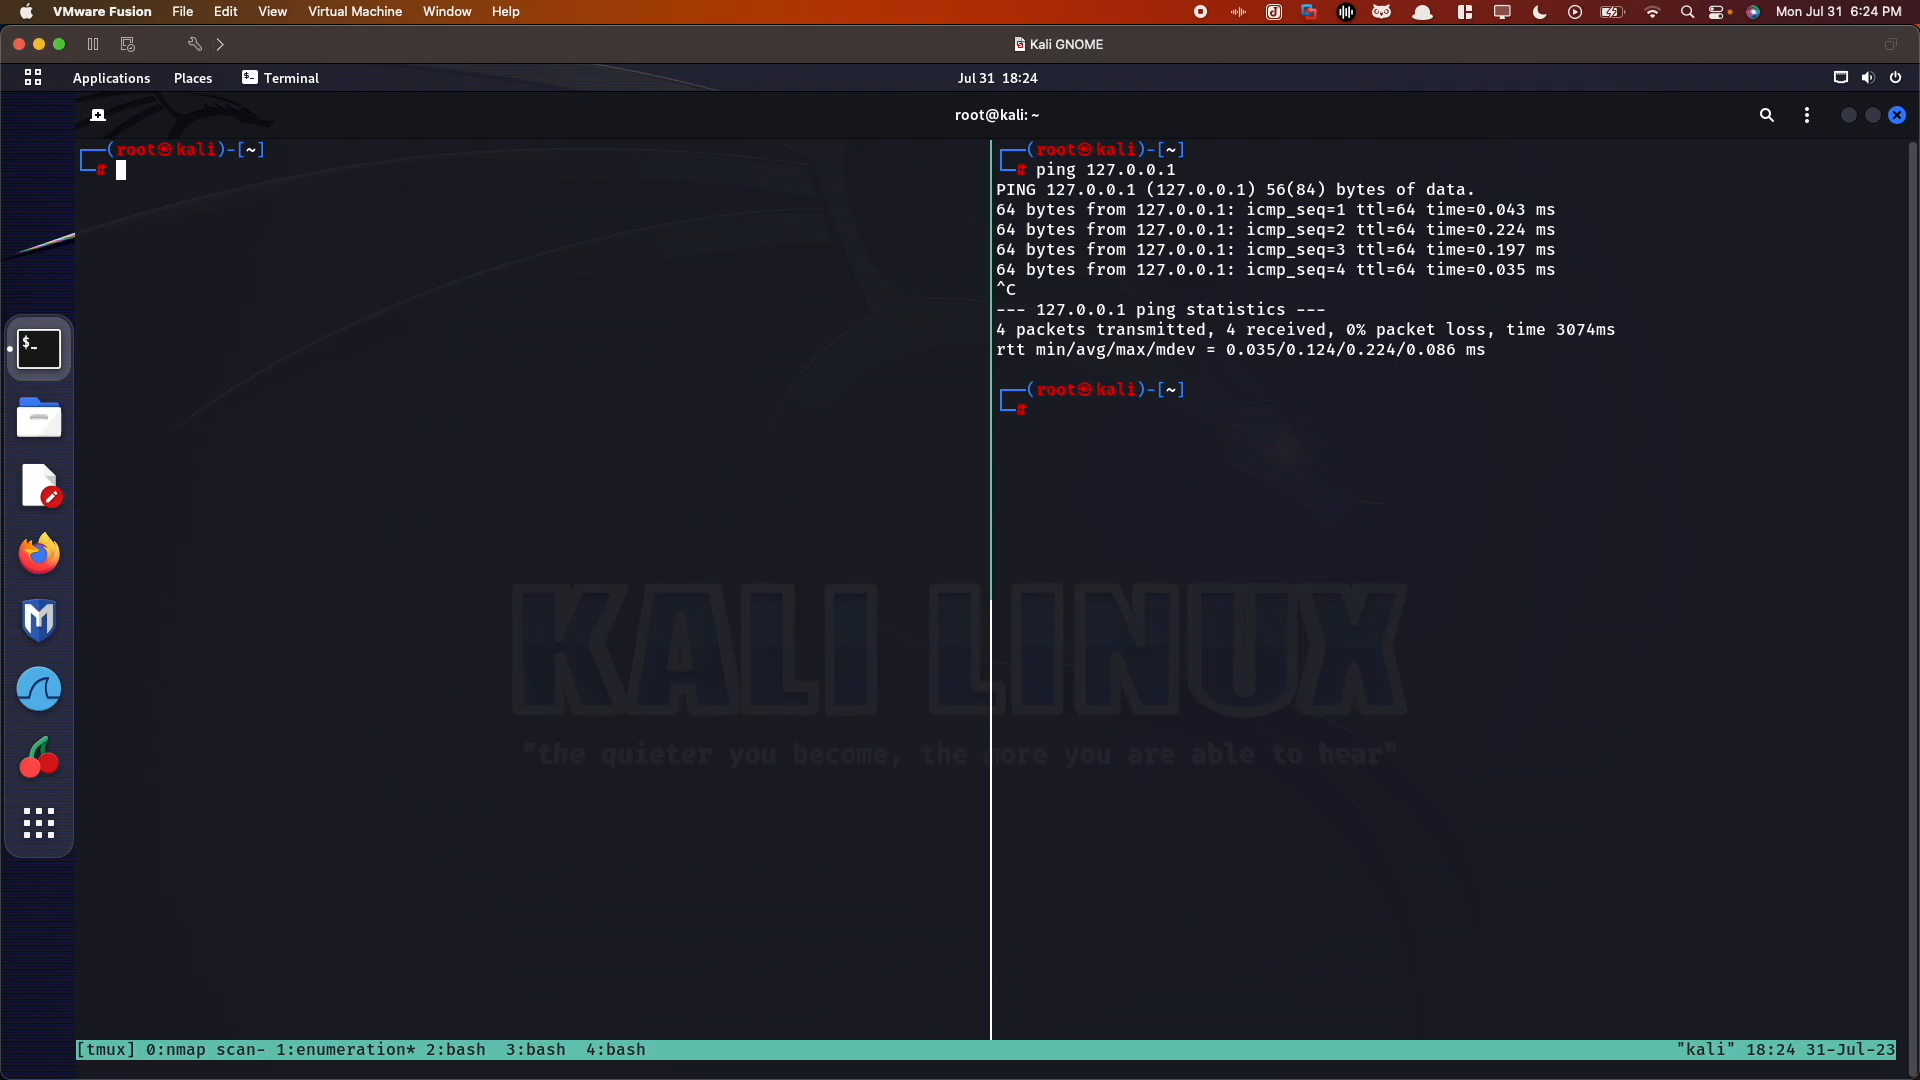 VMware Fusion File Edit View Virtual Machine Window Help Mon Jul 31 6:24 PM
Kali GNOME
Applications Places Terminal Jul 31 18:24
root@kali: ~
(root㉿kali)-[~]
#
(root㉿kali)-[~]
# ping 127.0.0.1
PING 127.0.0.1 (127.0.0.1) 56(84) bytes of data.
64 bytes from 127.0.0.1: icmp_seq=1 ttl=64 time=0.043 ms
64 bytes from 127.0.0.1: icmp_seq=2 ttl=64 time=0.224 ms
64 bytes from 127.0.0.1: icmp_seq=3 ttl=64 time=0.197 ms
64 bytes from 127.0.0.1: icmp_seq=4 ttl=64 time=0.035 ms
^C
--- 127.0.0.1 ping statistics ---
4 packets transmitted, 4 received, 0% packet loss, time 3074ms
rtt min/avg/max/mdev = 0.035/0.124/0.224/0.086 ms
(root㉿kali)-[~]
#
KALI LINUX
"the quieter you become, the more you are able to hear"
[tmux] 0:nmap scan- 1:enumeration* 2:bash 3:bash 4:bash "kali" 18:24 31-Jul-23